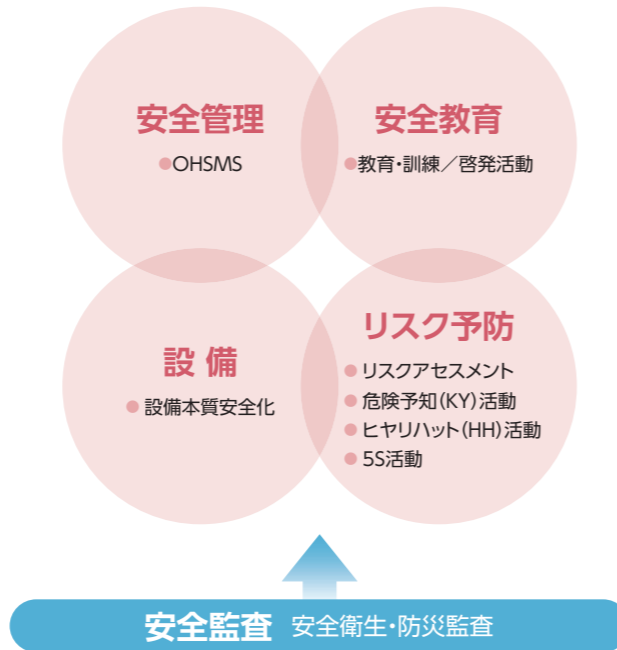 安全管理
●OHSMS
安全教育
●教育・訓練／啓発活動
設 備
● 設備本質安全化
リスク予防
● リスクアセスメント
● 危険予知(KY)活動
● ヒヤリハット(HH)活動
● 5S活動
安全監査 安全衛生・防災監査